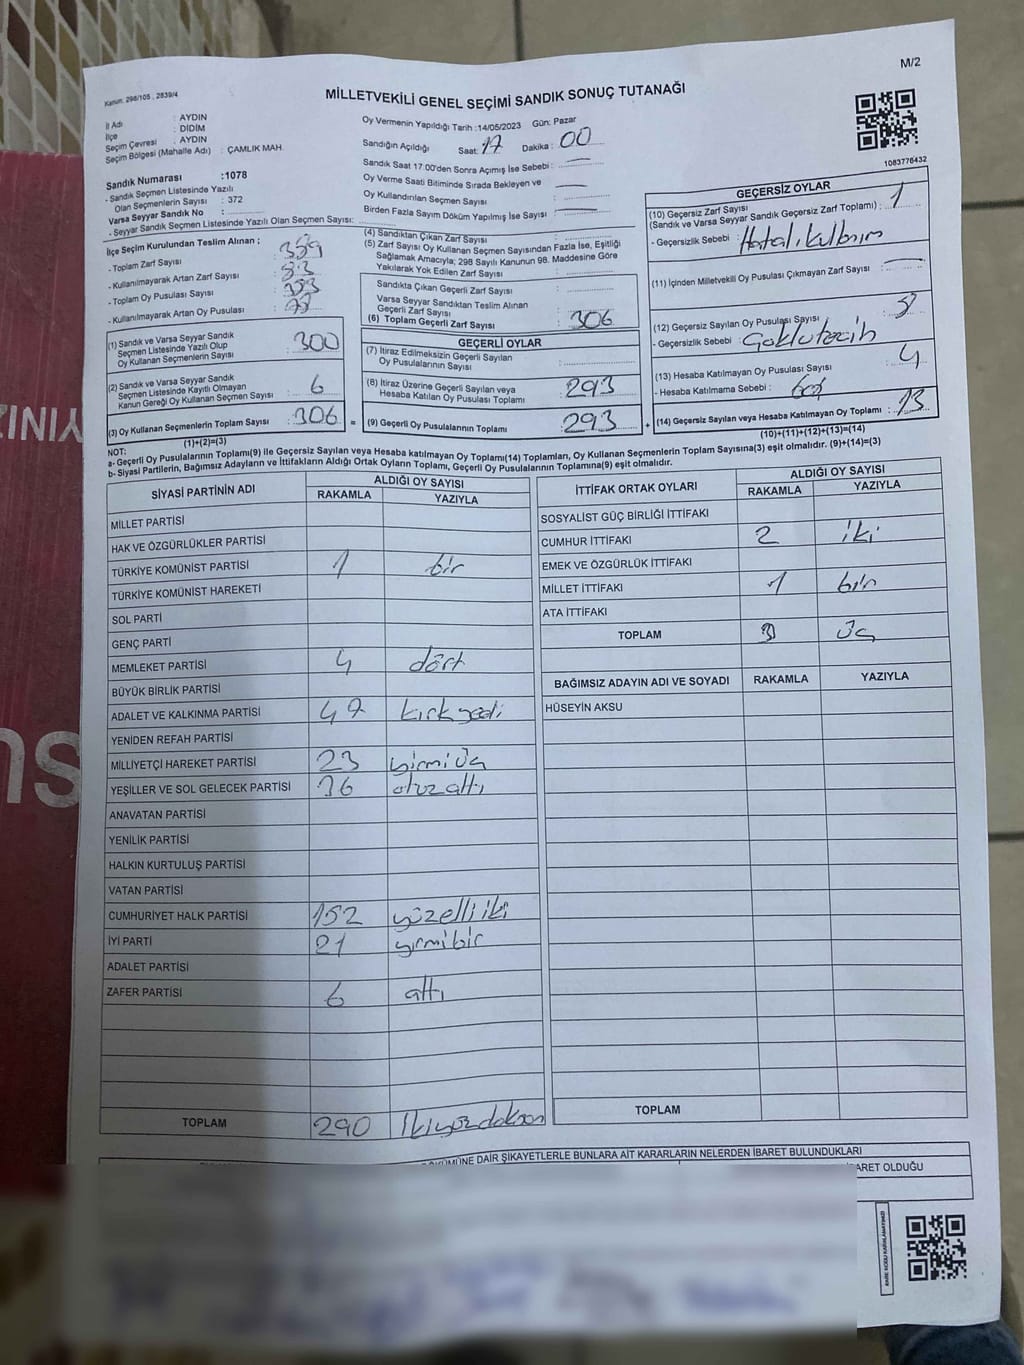 M/2
Kanun. 298/105 , 2839/4
MİLLETVEKİLİ GENEL SEÇİMİ SANDIK SONUÇ TUTANAĞI
İl Adı : AYDIN
İlçe : DİDİM
Seçim Çevresi : AYDIN
Seçim Bölgesi (Mahalle Adı) : ÇAMLIK MAH.
Oy Vermenin Yapıldığı Tarih :14/05/2023 Gün: Pazar
Sandığın Açıldığı Saat: 17 Dakika : 00
Sandık Saat 17:00'den Sonra Açımış İse Sebebi :
Oy Verme Saati Bitiminde Sırada Bekleyen ve
Oy Kullandırılan Seçmen Sayısı
Birden Fazla Sayım Döküm Yapılmış İse Sayısı
1083776432
Sandık Numarası :1078
- Sandık Seçmen Listesinde Yazılı
Olan Seçmenlerin Sayısı : 372
Varsa Seyyar Sandık No :
- Seyyar Sandık Seçmen Listesinde Yazılı Olan Seçmen Sayısı:
İlçe Seçim Kurulundan Teslim Alınan ;
- Toplam Zarf Sayısı
- Kullanılmayarak Artan Zarf Sayısı
- Toplam Oy Pusulası Sayısı
- Kullanılmayarak Artan Oy Pusulası
(1) Sandık ve Varsa Seyyar Sandık
Seçmen Listesinde Yazılı Olup
Oy Kullanan Seçmenlerin Sayısı : 300
(2) Sandık ve Varsa Seyyar Sandık
Seçmen Listesinde Kayıtlı Olmayan
Kanun Gereği Oy Kullanan Seçmen Sayısı : 6
(3) Oy Kullanan Seçmenlerin Toplam Sayısı : 306
(1)+(2)=(3)
(4) Sandıktan Çıkan Zarf Sayısı :
(5) Zarf Sayısı Oy Kullanan Seçmen Sayısından Fazla İse, Eşitliği
Sağlamak Amacıyla; 298 Sayılı Kanunun 98. Maddesine Göre
Yakılarak Yok Edilen Zarf Sayısı :
Sandıkta Çıkan Geçerli Zarf Sayısı :
Varsa Seyyar Sandıktan Teslim Alınan
Geçerli Zarf Sayısı :
(6) Toplam Geçerli Zarf Sayısı : 306
GEÇERLİ OYLAR
(7) İtiraz Edilmeksizin Geçerli Sayılan
Oy Pusulalarının Sayısı :
(8) İtiraz Üzerine Geçerli Sayılan veya
Hesaba Katılan Oy Pusulası Toplamı : 293
= (9) Geçerli Oy Pusulalarının Toplamı : 293
GEÇERSİZ OYLAR
(10) Geçersiz Zarf Sayısı
(Sandık ve Varsa Seyyar Sandık Geçersiz Zarf Toplamı) : 1
- Geçersizlik Sebebi :
(11) İçinden Milletvekili Oy Pusulası Çıkmayan Zarf Sayısı :
(12) Geçersiz Sayılan Oy Pusulası Sayısı :
- Geçersizlik Sebebi :
(13) Hesaba Katılmayan Oy Pusulası Sayısı : 4
- Hesaba Katılmama Sebebi :
+ (14) Geçersiz Sayılan veya Hesaba Katılmayan Oy Toplamı : 13
(10)+(11)+(12)+(13)=(14)
NOT:
a- Geçerli Oy Pusulalarının Toplamı(9) ile Geçersiz Sayılan veya Hesaba katılmayan Oy Toplamı(14) Toplamları, Oy Kullanan Seçmenlerin Toplam Sayısına(3) eşit olmalıdır. (9)+(14)=(3)
b- Siyasi Partilerin, Bağımsız Adayların ve İttifakların Aldığı Ortak Oyların Toplamı, Geçerli Oy Pusulalarının Toplamına(9) eşit olmalıdır.
SİYASİ PARTİNİN ADI ALDIĞI OY SAYISI
RAKAMLA YAZIYLA
MİLLET PARTİSİ
HAK VE ÖZGÜRLÜKLER PARTİSİ
TÜRKİYE KOMÜNİST PARTİSİ 1 bir
TÜRKİYE KOMÜNİST HAREKETİ
SOL PARTİ
GENÇ PARTİ
MEMLEKET PARTİSİ 4 dört
BÜYÜK BİRLİK PARTİSİ
ADALET VE KALKINMA PARTİSİ 47 kırkyedi
YENİDEN REFAH PARTİSİ
MİLLİYETÇİ HAREKET PARTİSİ 23 yirmiüç
YEŞİLLER VE SOL GELECEK PARTİSİ 36 otuzaltı
ANAVATAN PARTİSİ
YENİLİK PARTİSİ
HALKIN KURTULUŞ PARTİSİ
VATAN PARTİSİ
CUMHURİYET HALK PARTİSİ 152 yüzelliiki
İYİ PARTİ 21 yirmibir
ADALET PARTİSİ
ZAFER PARTİSİ 6 altı
TOPLAM 290 İkiyüzdoksan
İTTİFAK ORTAK OYLARI ALDIĞI OY SAYISI
RAKAMLA YAZIYLA
SOSYALİST GÜÇ BİRLİĞİ İTTİFAKI
CUMHUR İTTİFAKI 2 iki
EMEK VE ÖZGÜRLÜK İTTİFAKI
MİLLET İTTİFAKI 1 bir
ATA İTTİFAKI
TOPLAM 3 üç
BAĞIMSIZ ADAYIN ADI VE SOYADI RAKAMLA YAZIYLA
HÜSEYİN AKSU
TOPLAM
DAİR ŞİKAYETLERLE BUNLARA AİT KARARLARIN NELERDEN İBARET BULUNDUKLARI
OLDUĞU